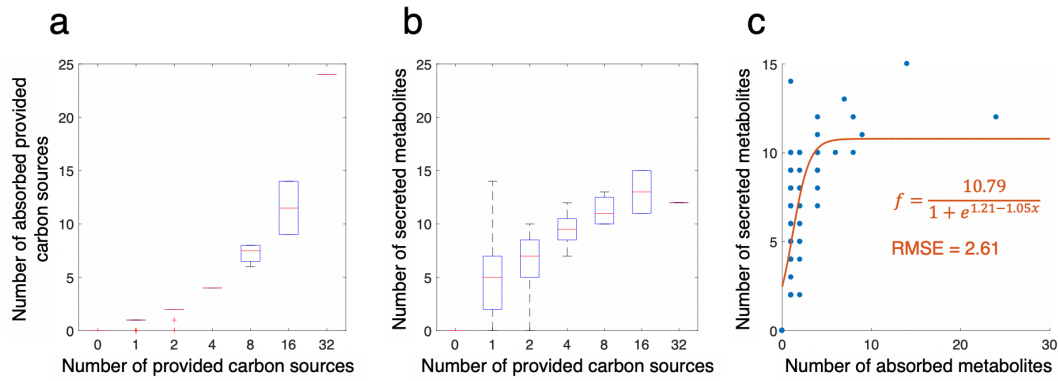 a
b
c
Number of absorbed provided
carbon sources
25
20
15
10
5
0
0 1 2 4 8 16 32
Number of provided carbon sources
Number of secreted metabolites
25
20
15
10
5
0
0 1 2 4 8 16 32
Number of provided carbon sources
Number of secreted metabolites
15
10
5
0
f = 10.79 / 1 + e^{1.21−1.05x}
RMSE = 2.61
0 10 20 30
Number of absorbed metabolites